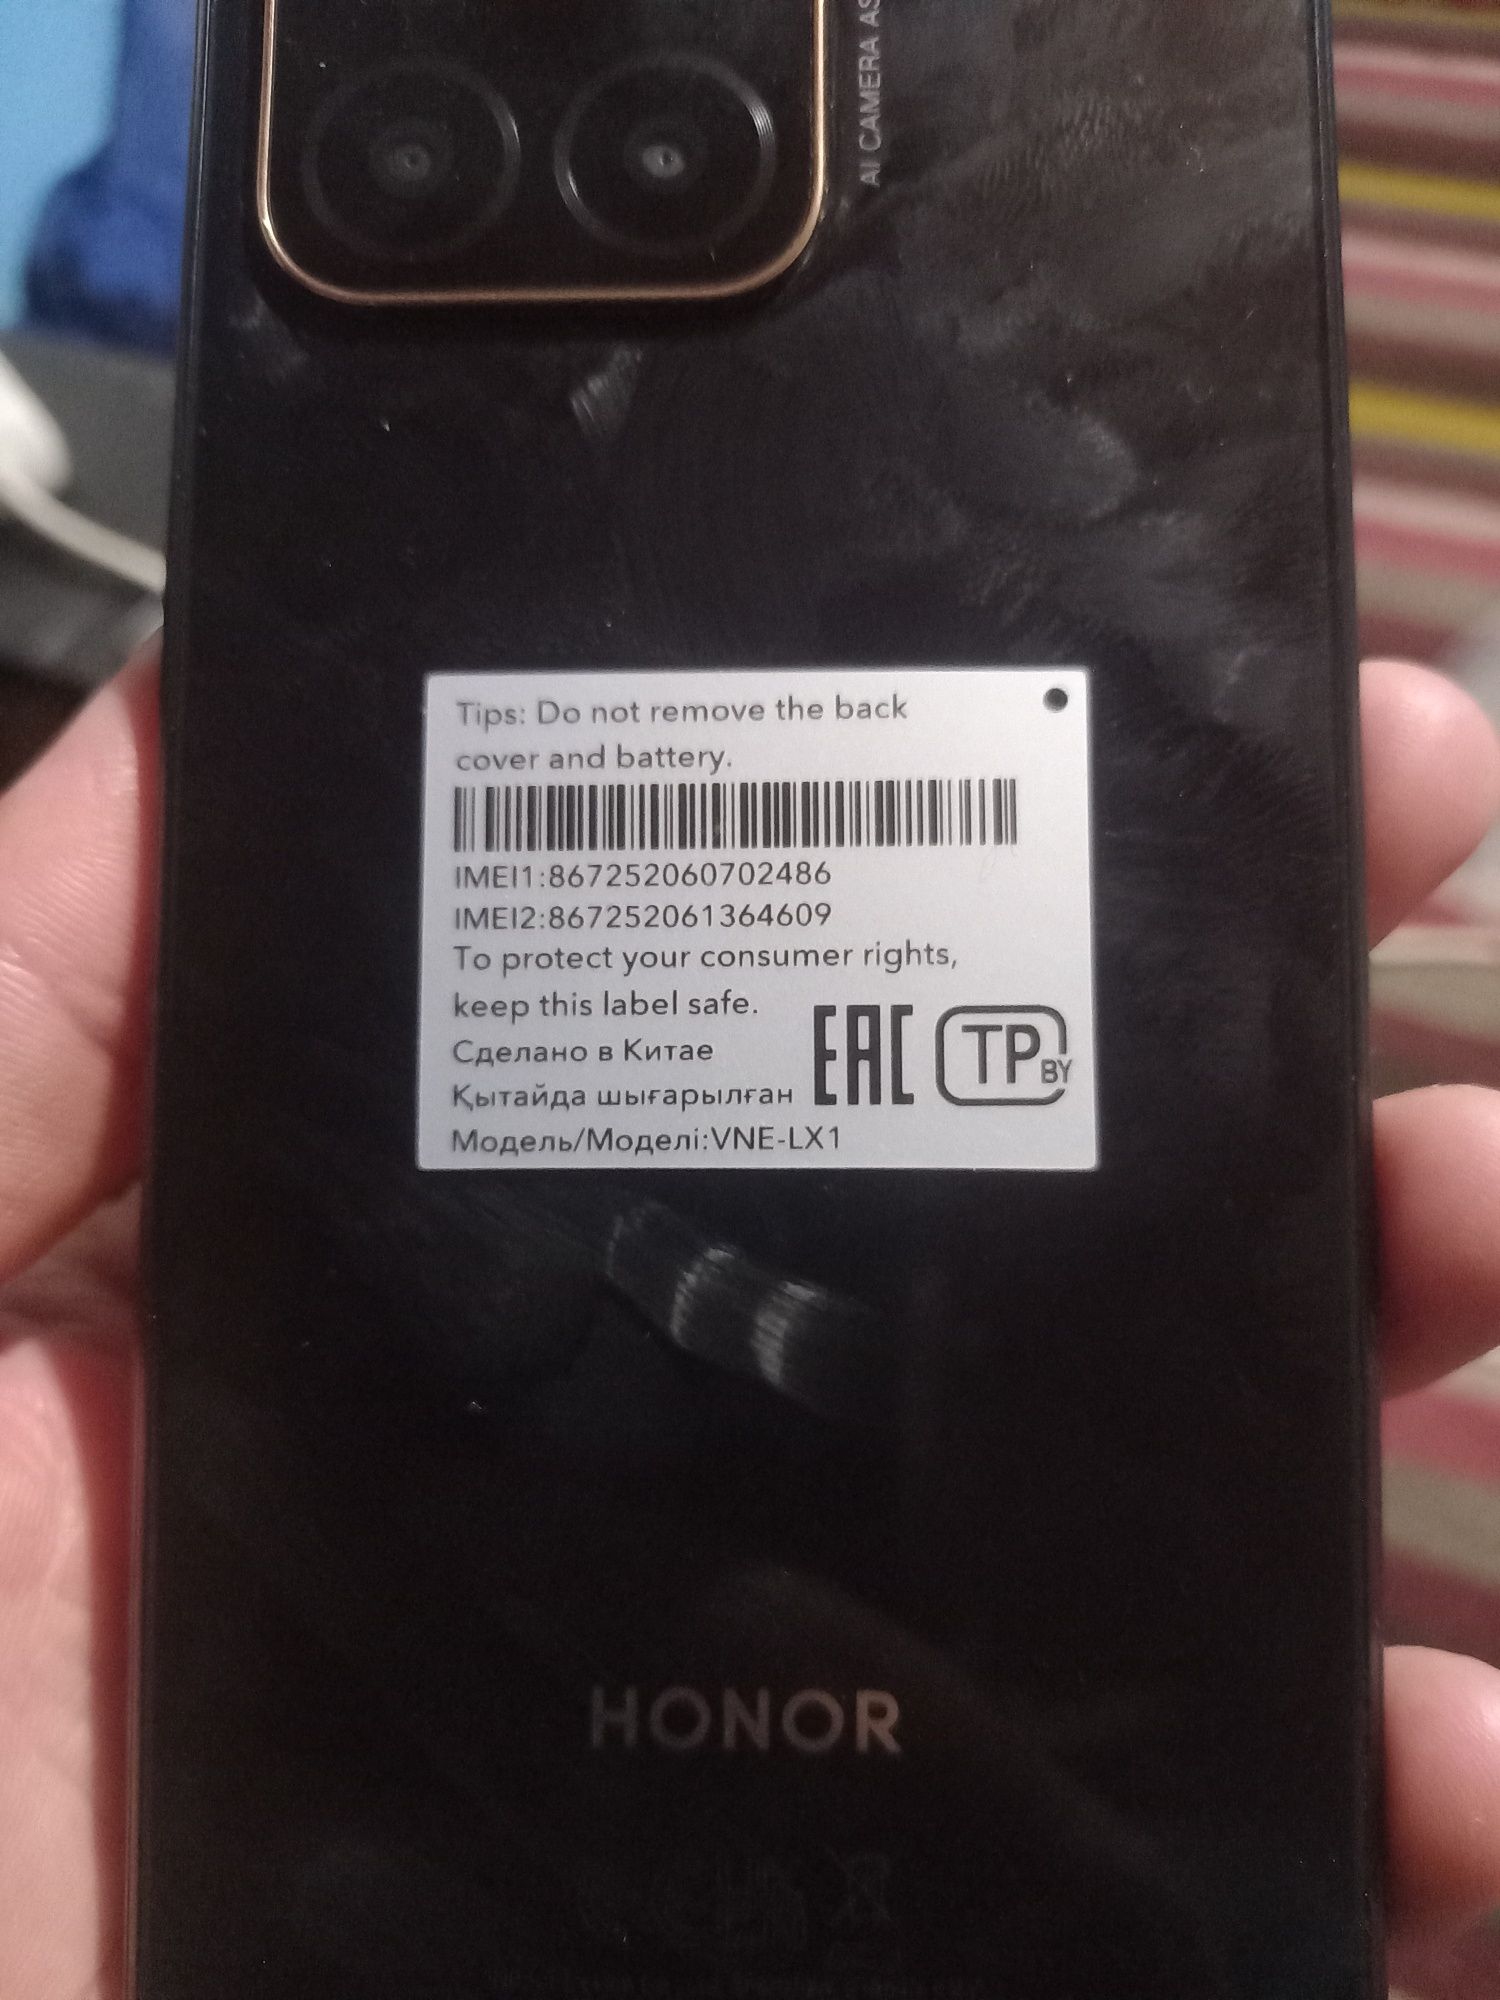 AI CAMERA AS
Tips: Do not remove the back
cover and battery.
IMEI1:867252060702486
IMEI2:867252061364609
To protect your consumer rights,
keep this label safe.
Сделано в Китае
Қытайда шығарылған
Модель/Моделі:VNE-LX1
EAC
TP BY
HONOR